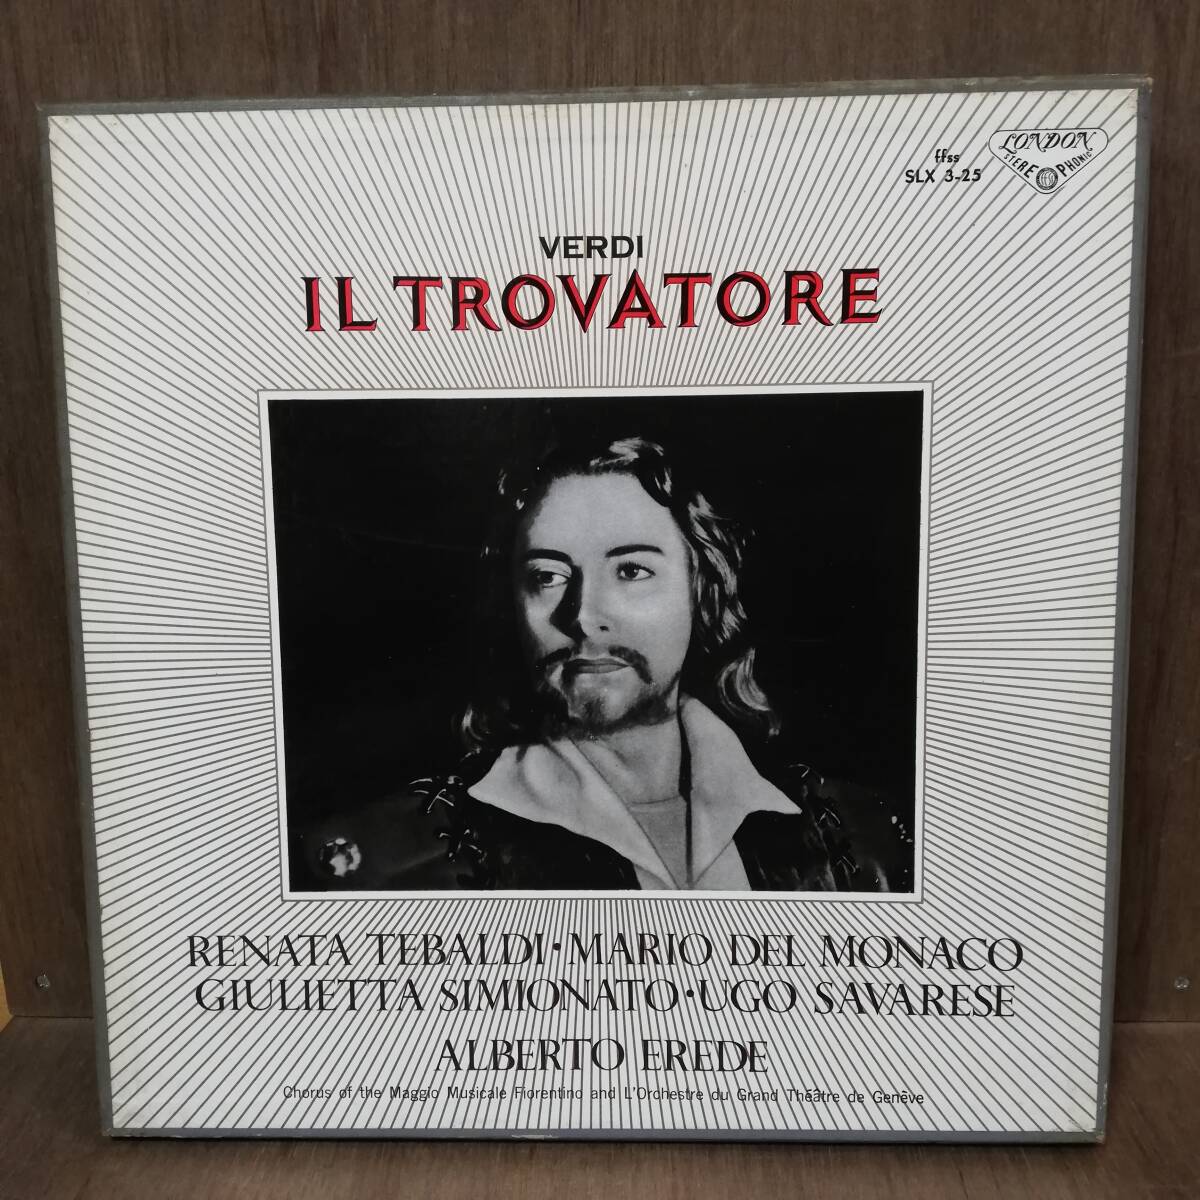 ffss
SLX 3-25
LONDON
STEREOPHONIC
VERDI
IL TROVATORE
RENATA TEBALDI · MARIO DEL MONACO
GIULIETTA SIMIONATO · UGO SAVARESE
ALBERTO EREDE
Chorus of the Maggio Musicale Fiorentino and L'Orchestre du Grand Théâtre de Genève